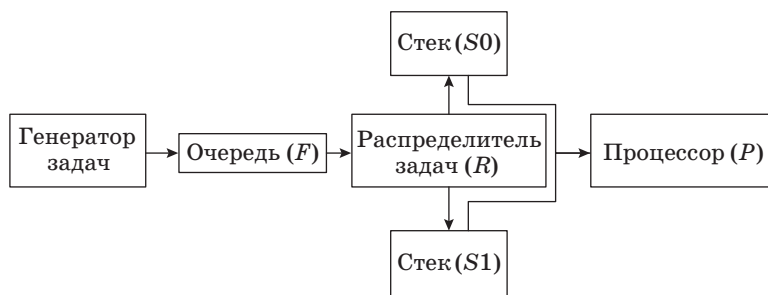 Стек (S0)
Генератор
задач
Очередь (F)
Распределитель
задач (R)
Процессор (P)
Стек (S1)